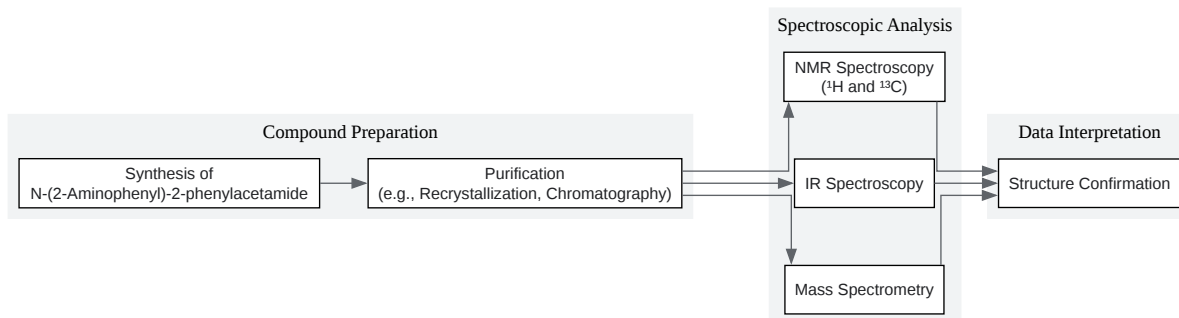 Compound Preparation
Synthesis of
N-(2-Aminophenyl)-2-phenylacetamide
Purification
(e.g., Recrystallization, Chromatography)
Spectroscopic Analysis
NMR Spectroscopy
(¹H and ¹³C)
IR Spectroscopy
Mass Spectrometry
Data Interpretation
Structure Confirmation